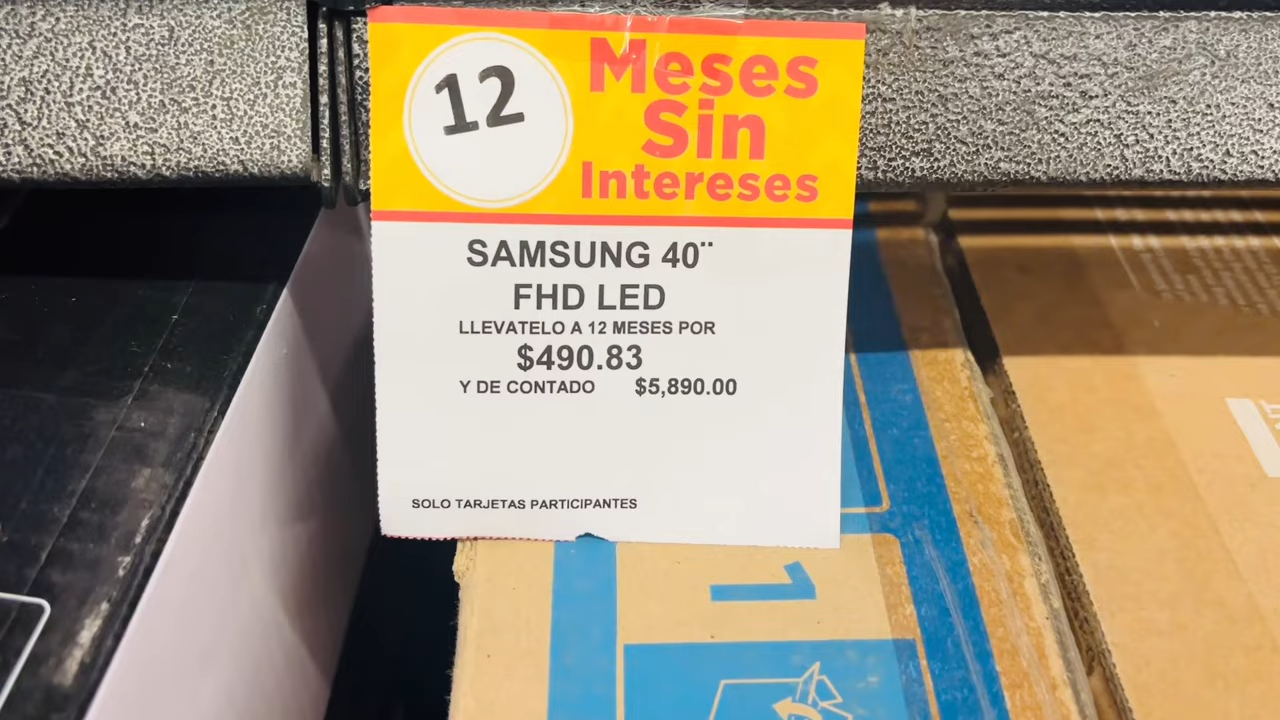 12
Meses
Sin
Intereses
SAMSUNG 40¨
FHD LED
LLEVATELO A 12 MESES POR
$490.83
Y DE CONTADO $5,890.00
SOLO TARJETAS PARTICIPANTES
1